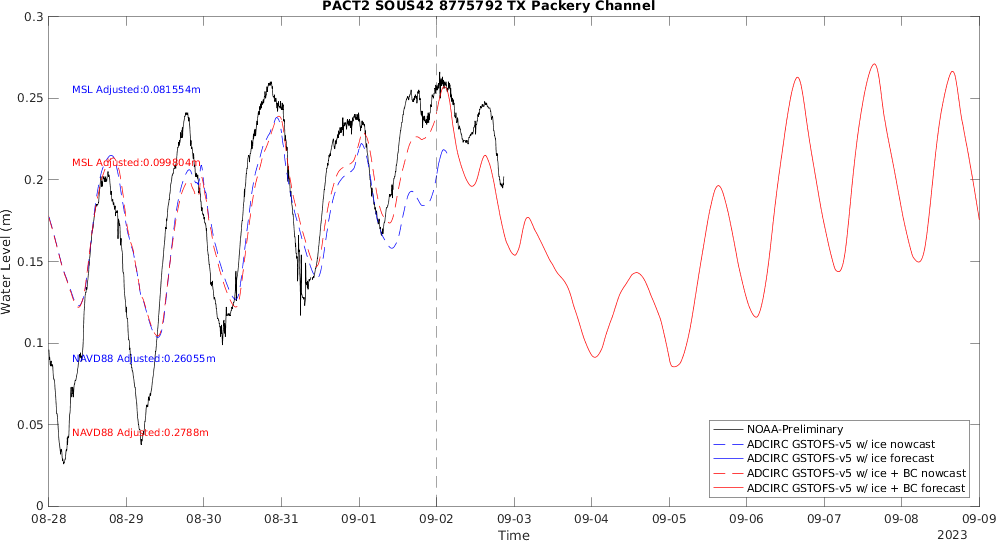 PACT2 SOUS42 8775792 TX Packery Channel
0.3
0.25
0.2
0.15
0.1
0.05
0
Water Level (m)
MSL Adjusted:0.081554m
MSL Adjusted:0.099804m
NAVD88 Adjusted:0.26055m
NAVD88 Adjusted:0.2788m
NOAA-Preliminary
ADCIRC GSTOFS-v5 w/ ice nowcast
ADCIRC GSTOFS-v5 w/ ice forecast
ADCIRC GSTOFS-v5 w/ ice + BC nowcast
ADCIRC GSTOFS-v5 w/ ice + BC forecast
08-28 08-29 08-30 08-31 09-01 09-02 09-03 09-04 09-05 09-06 09-07 09-08 09-09
Time
2023